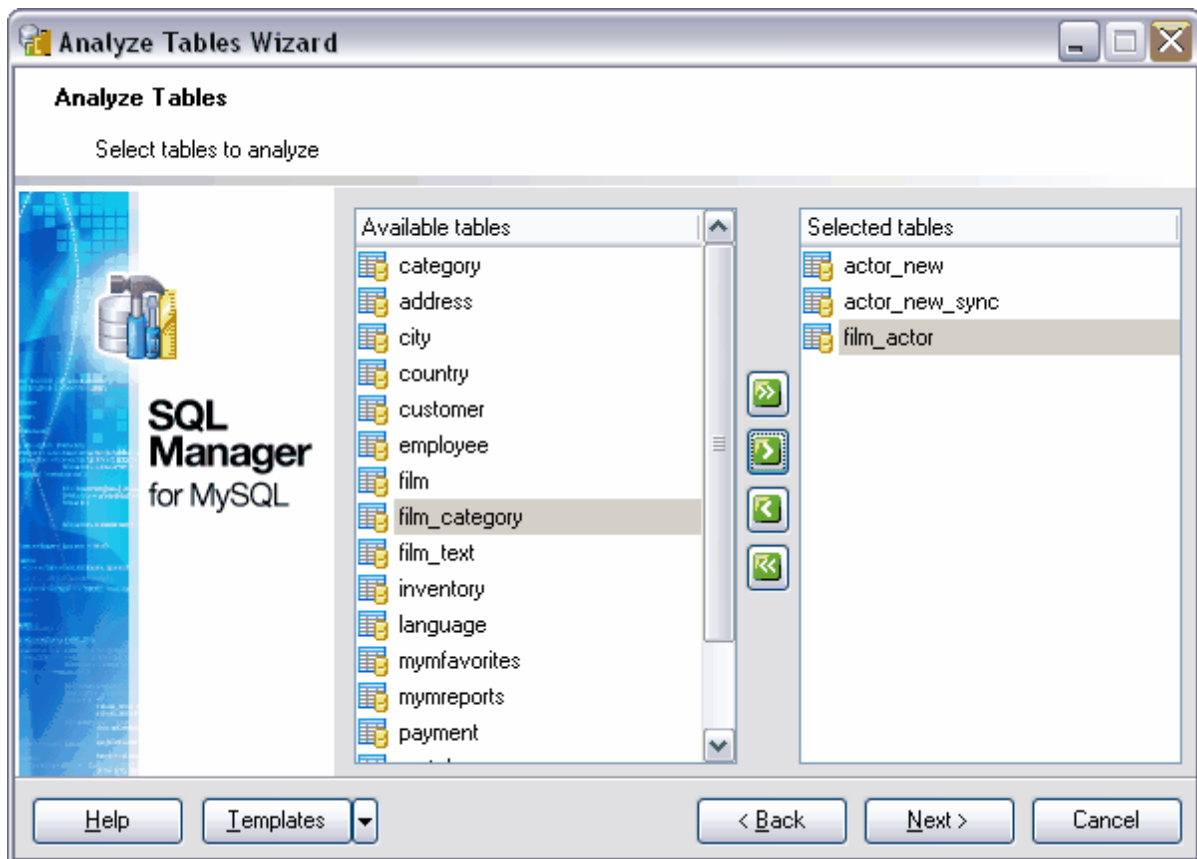 Analyze Tables Wizard
Analyze Tables
Select tables to analyze
SQL
Manager
for MySQL
Available tables
category
address
city
country
customer
employee
film
film_category
film_text
inventory
language
mymfavorites
mymreports
payment
Selected tables
actor_new
actor_new_sync
film_actor
Help
Templates
< Back
Next >
Cancel